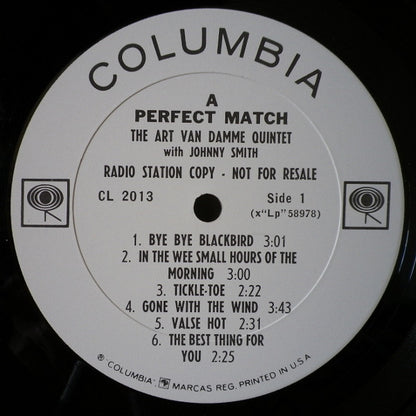 COLUMBIA
A
PERFECT MATCH
THE ART VAN DAMME QUINTET
with JOHNNY SMITH
RADIO STATION COPY - NOT FOR RESALE
CL 2013 Side 1
(x"Lp"58978)
1. BYE BYE BLACKBIRD 3:01
2. IN THE WEE SMALL HOURS OF THE
MORNING 3:00
3. TICKLE-TOE 2:22
4. GONE WITH THE WIND 3:43
5. VALSE HOT 2:31
6. THE BEST THING FOR
YOU 2:25
® "COLUMBIA", MARCAS REG. PRINTED IN U.S.A.